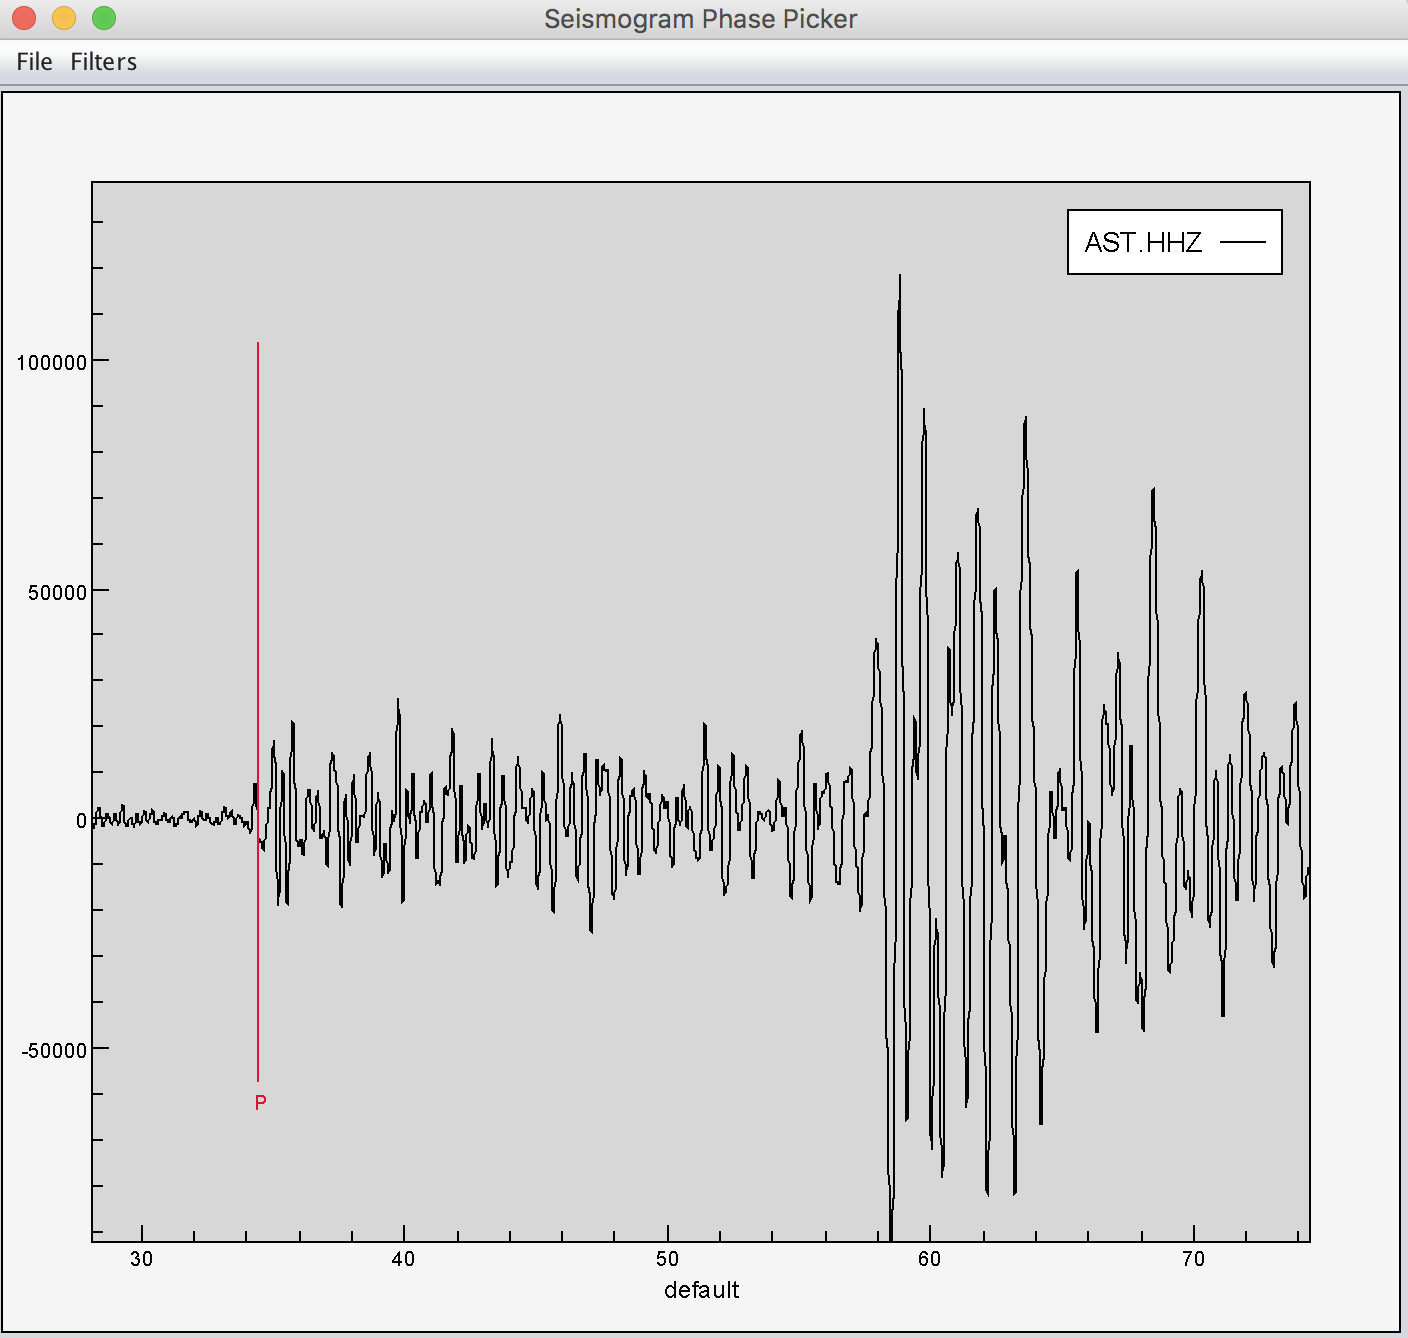 Seismogram Phase Picker
File Filters
AST.HHZ
100000
50000
0
-50000
P
30 40 50 60 70
default